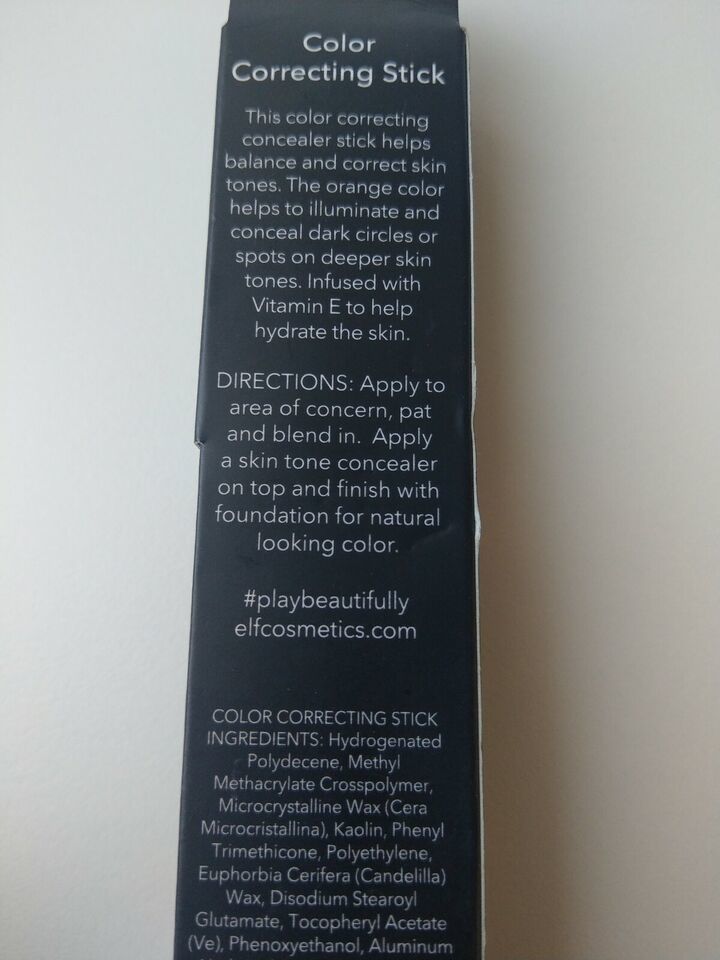 Color
Correcting Stick
This color correcting
concealer stick helps
balance and correct skin
tones. The orange color
helps to illuminate and
conceal dark circles or
spots on deeper skin
tones. Infused with
Vitamin E to help
hydrate the skin.
DIRECTIONS: Apply to
area of concern, pat
and blend in. Apply
a skin tone concealer
on top and finish with
foundation for natural
looking color.
#playbeautifully
elfcosmetics.com
COLOR CORRECTING STICK
INGREDIENTS: Hydrogenated
Polydecene, Methyl
Methacrylate Crosspolymer,
Microcrystalline Wax (Cera
Microcristallina), Kaolin, Phenyl
Trimethicone, Polyethylene,
Euphorbia Cerifera (Candelilla)
Wax, Disodium Stearoyl
Glutamate, Tocopheryl Acetate
(Ve), Phenoxyethanol, Aluminum